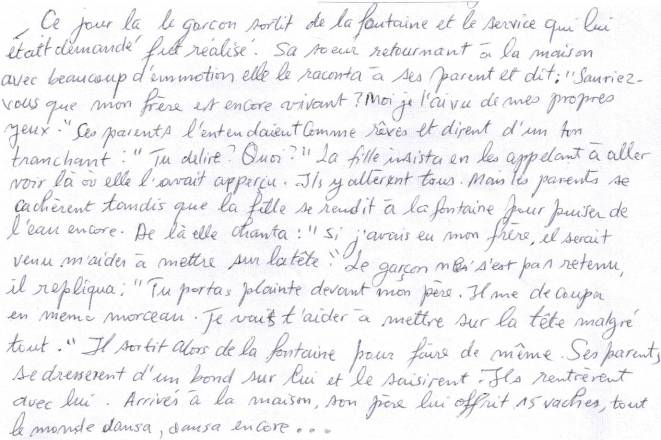 Ce jour la le garçon sortit de la fontaine et le service qui lui
étaitt demandé fut réalisé. Sa soeur retournant à la maison
avec beaucoup d'emmotion elle le raconta à ses parent et dit: "Sauriez-
vous que mon frère est encore vivant ? Moi je l'ai vu de mes propres
yeux." Ces parents l'entendaient comme rêves et dirent d'un ton
tranchant : "Tu delire ? Quoi ?" La fille insista en les appelant à aller
voir là où elle l'avait apperçu. Ils y allèrent tous. Mais les parents se
cachèrent tandis que la fille se rendit à la fontaine pour puiser de
l'eau encore. De là elle chanta : "Si j'avais eu mon frère, il serait
venu m'aider à mettre sur la tête." Le garçon ne s'est pas retenu,
il repliqua : "Tu portas plainte devant mon père. Il me decoupa
en meme morceau. Je vais t'aider à mettre sur la tête malgré
tout." Il sortit alors de la fontaine pour faire de même. Ses parents
se dresserent d'un bond sur lui et le saisirent. Ils rentrèrent
avec lui. Arrivés à la maison, son père lui offrit 15 vaches, tout
le monde dansa, dansa encore...